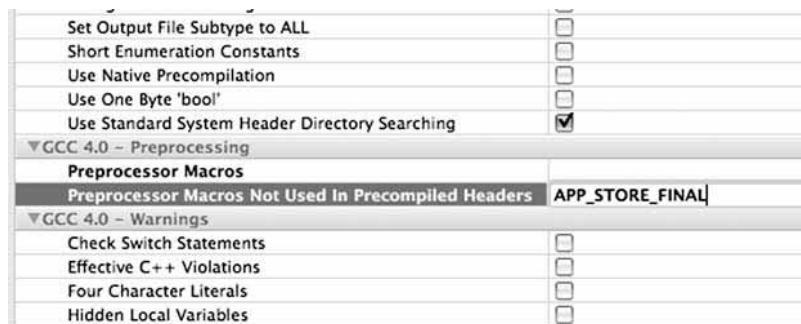 Set Output File Subtype to ALL
Short Enumeration Constants
Use Native Precompilation
Use One Byte 'bool'
Use Standard System Header Directory Searching
GCC 4.0 – Preprocessing
Preprocessor Macros
Preprocessor Macros Not Used In Precompiled Headers APP_STORE_FINAL
GCC 4.0 – Warnings
Check Switch Statements
Effective C++ Violations
Four Character Literals
Hidden Local Variables